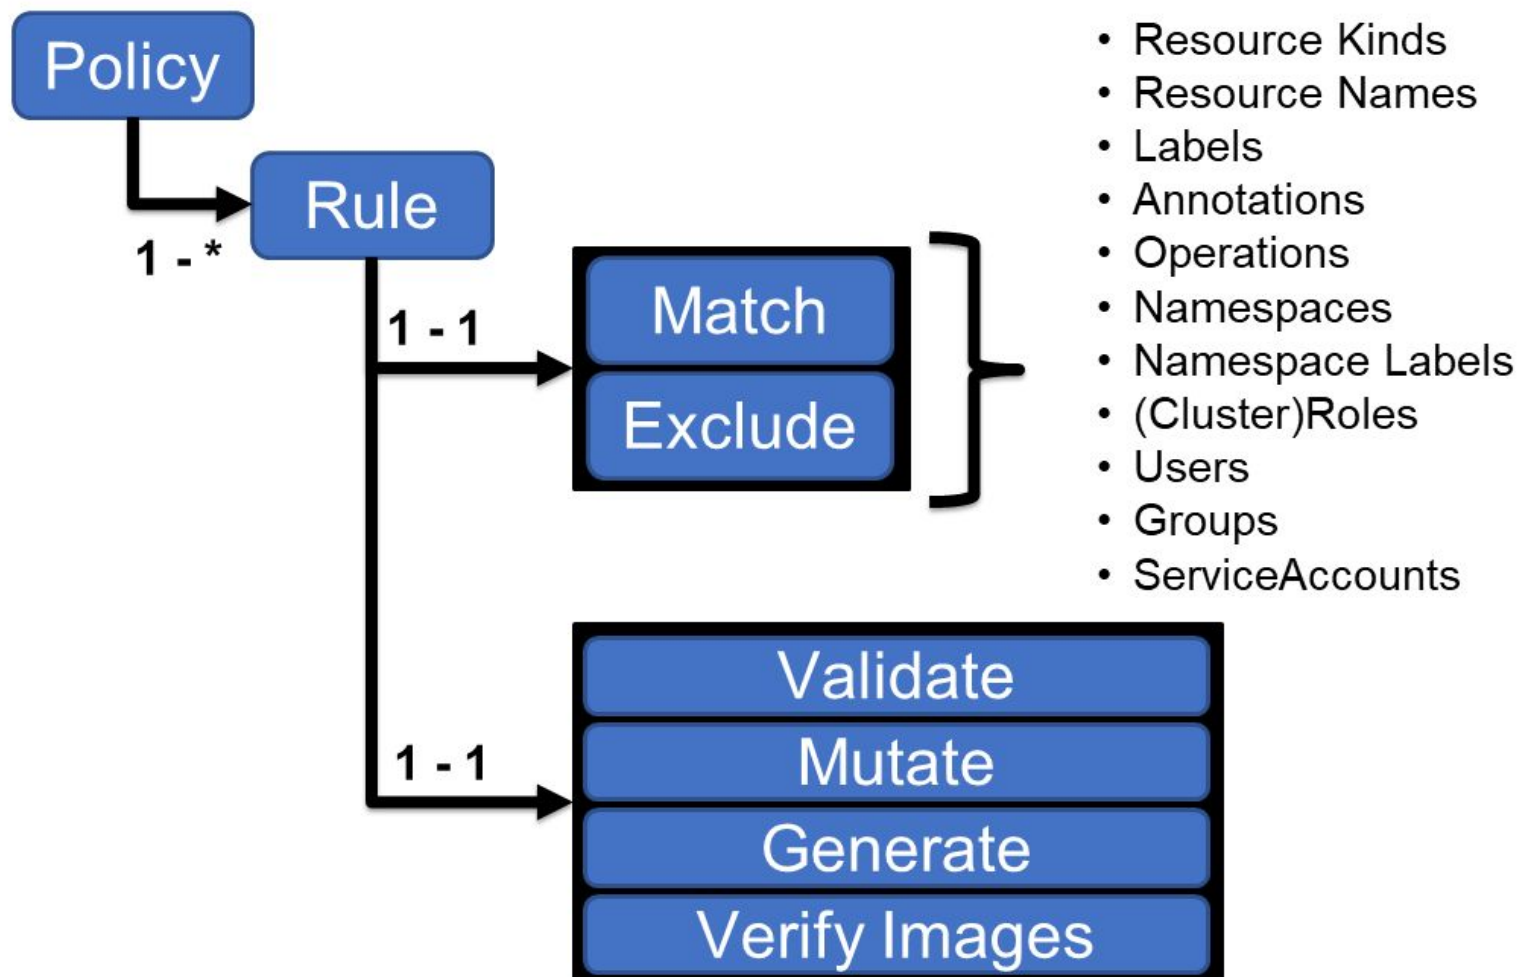 Policy
1 - *
Rule
1 - 1
Match
Exclude
• Resource Kinds
• Resource Names
• Labels
• Annotations
• Operations
• Namespaces
• Namespace Labels
• (Cluster)Roles
• Users
• Groups
• ServiceAccounts
1 - 1
Validate
Mutate
Generate
Verify Images